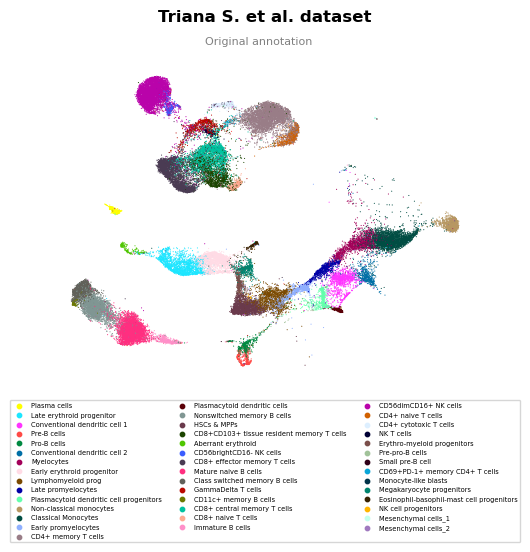 Triana S. et al. dataset
Original annotation
Plasma cells
Late erythroid progenitor
Conventional dendritic cell 1
Pre-B cells
Pro-B cells
Conventional dendritic cell 2
Myelocytes
Early erythroid progenitor
Lymphomyeloid prog
Late promyelocytes
Plasmacytoid dendritic cell progenitors
Non-classical monocytes
Classical Monocytes
Early promyelocytes
CD4+ memory T cells
Plasmacytoid dendritic cells
Nonswitched memory B cells
HSCs & MPPs
CD8+CD103+ tissue resident memory T cells
Aberrant erythroid
CD56brightCD16- NK cells
CD8+ effector memory T cells
Mature naive B cells
Class switched memory B cells
GammaDelta T cells
CD11c+ memory B cells
CD8+ central memory T cells
CD8+ naive T cells
Immature B cells
CD56dimCD16+ NK cells
CD4+ naive T cells
CD4+ cytotoxic T cells
NK T cells
Erythro-myeloid progenitors
Pre-pro-B cells
Small pre-B cell
CD69+PD-1+ memory CD4+ T cells
Monocyte-like blasts
Megakaryocyte progenitors
Eosinophil-basophil-mast cell progenitors
NK cell progenitors
Mesenchymal cells_1
Mesenchymal cells_2